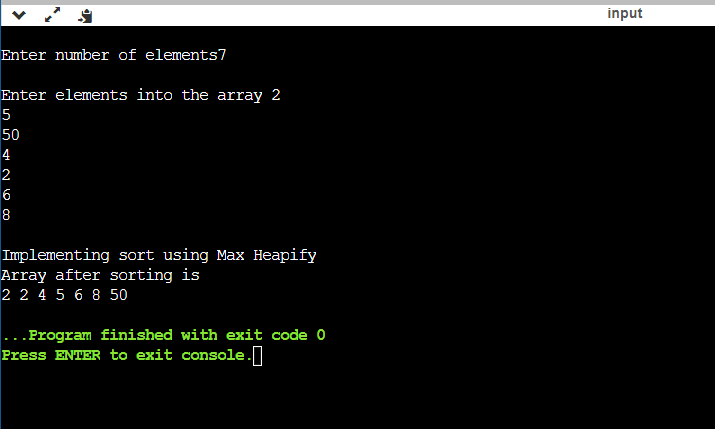 input
Enter number of elements7
Enter elements into the array 2
5
50
4
2
6
8
Implementing sort using Max Heapify
Array after sorting is
2 2 4 5 6 8 50
...Program finished with exit code 0
Press ENTER to exit console.